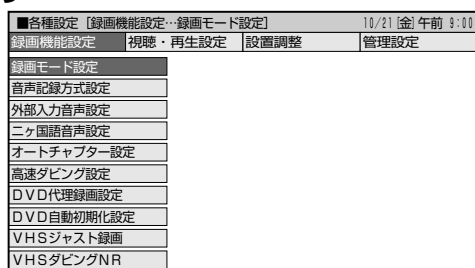 ■各種設定［録画機能設定…録画モード設定］ 10/21[金]午前 9:00
録画機能設定 視聴・再生設定 設置調整 管理設定
録画モード設定
音声記録方式設定
外部入力音声設定
二ヶ国語音声設定
オートチャプター設定
高速ダビング設定
ＤＶＤ代理録画設定
ＤＶＤ自動初期化設定
ＶＨＳジャスト録画
ＶＨＳダビングＮＲ